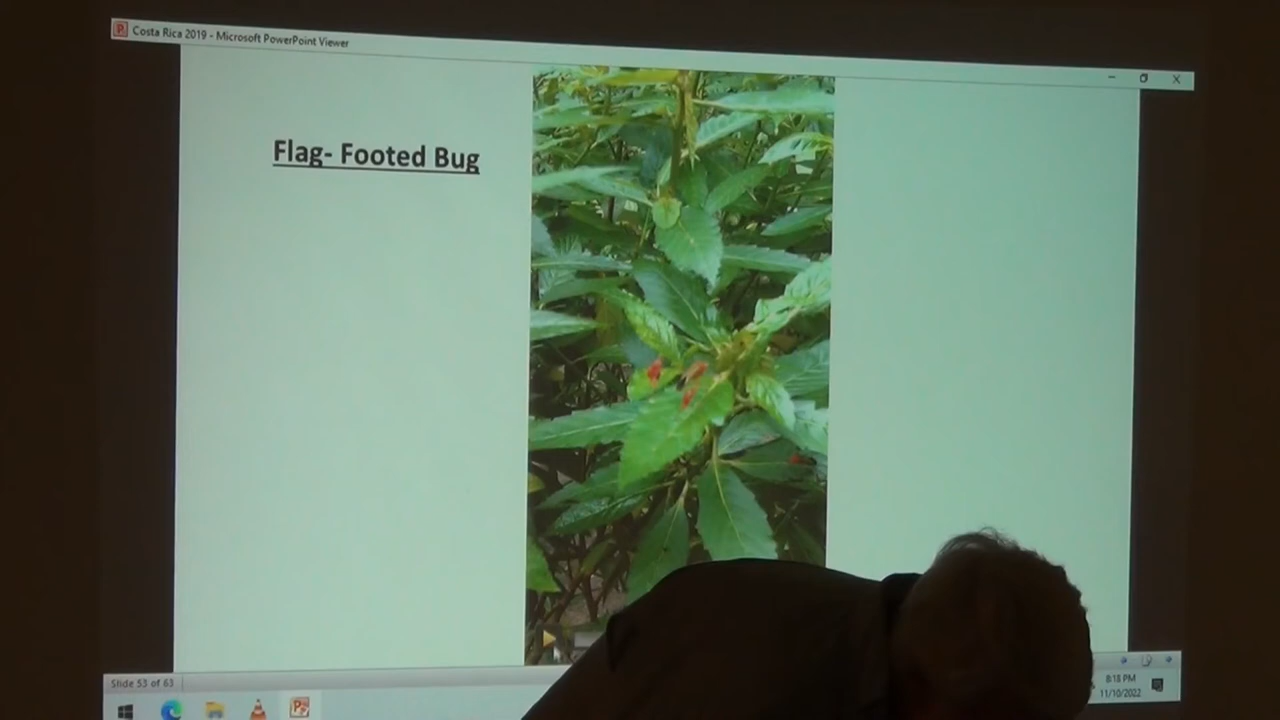 Costa Rica 2019 - Microsoft PowerPoint Viewer
Flag- Footed Bug
Slide 53 of 63
8:18 PM
11/10/2022